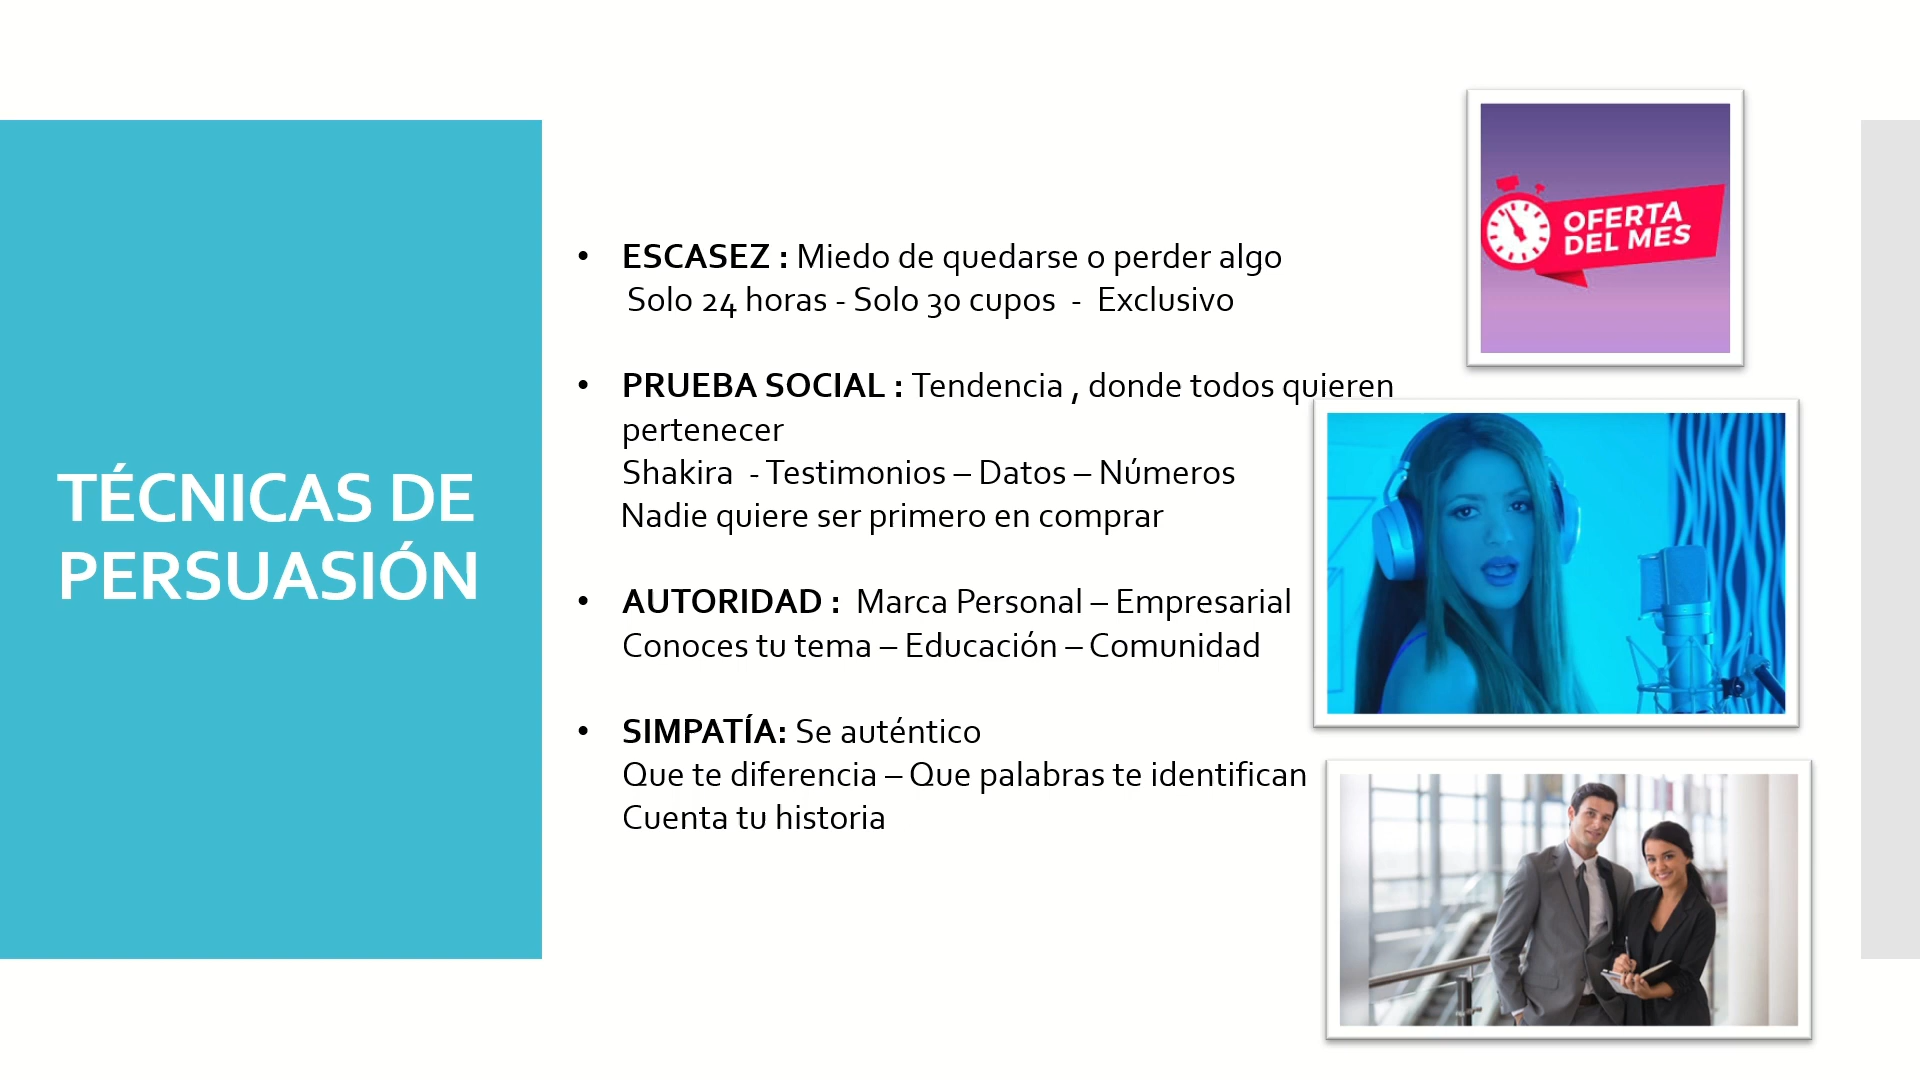 TÉCNICAS DE
PERSUASIÓN
• ESCASEZ : Miedo de quedarse o perder algo
Solo 24 horas - Solo 30 cupos - Exclusivo
• PRUEBA SOCIAL : Tendencia , donde todos quieren
pertenecer
Shakira - Testimonios – Datos – Números
Nadie quiere ser primero en comprar
• AUTORIDAD : Marca Personal – Empresarial
Conoces tu tema – Educación – Comunidad
• SIMPATÍA: Se auténtico
Que te diferencia – Que palabras te identifican
Cuenta tu historia
OFERTA
DEL MES